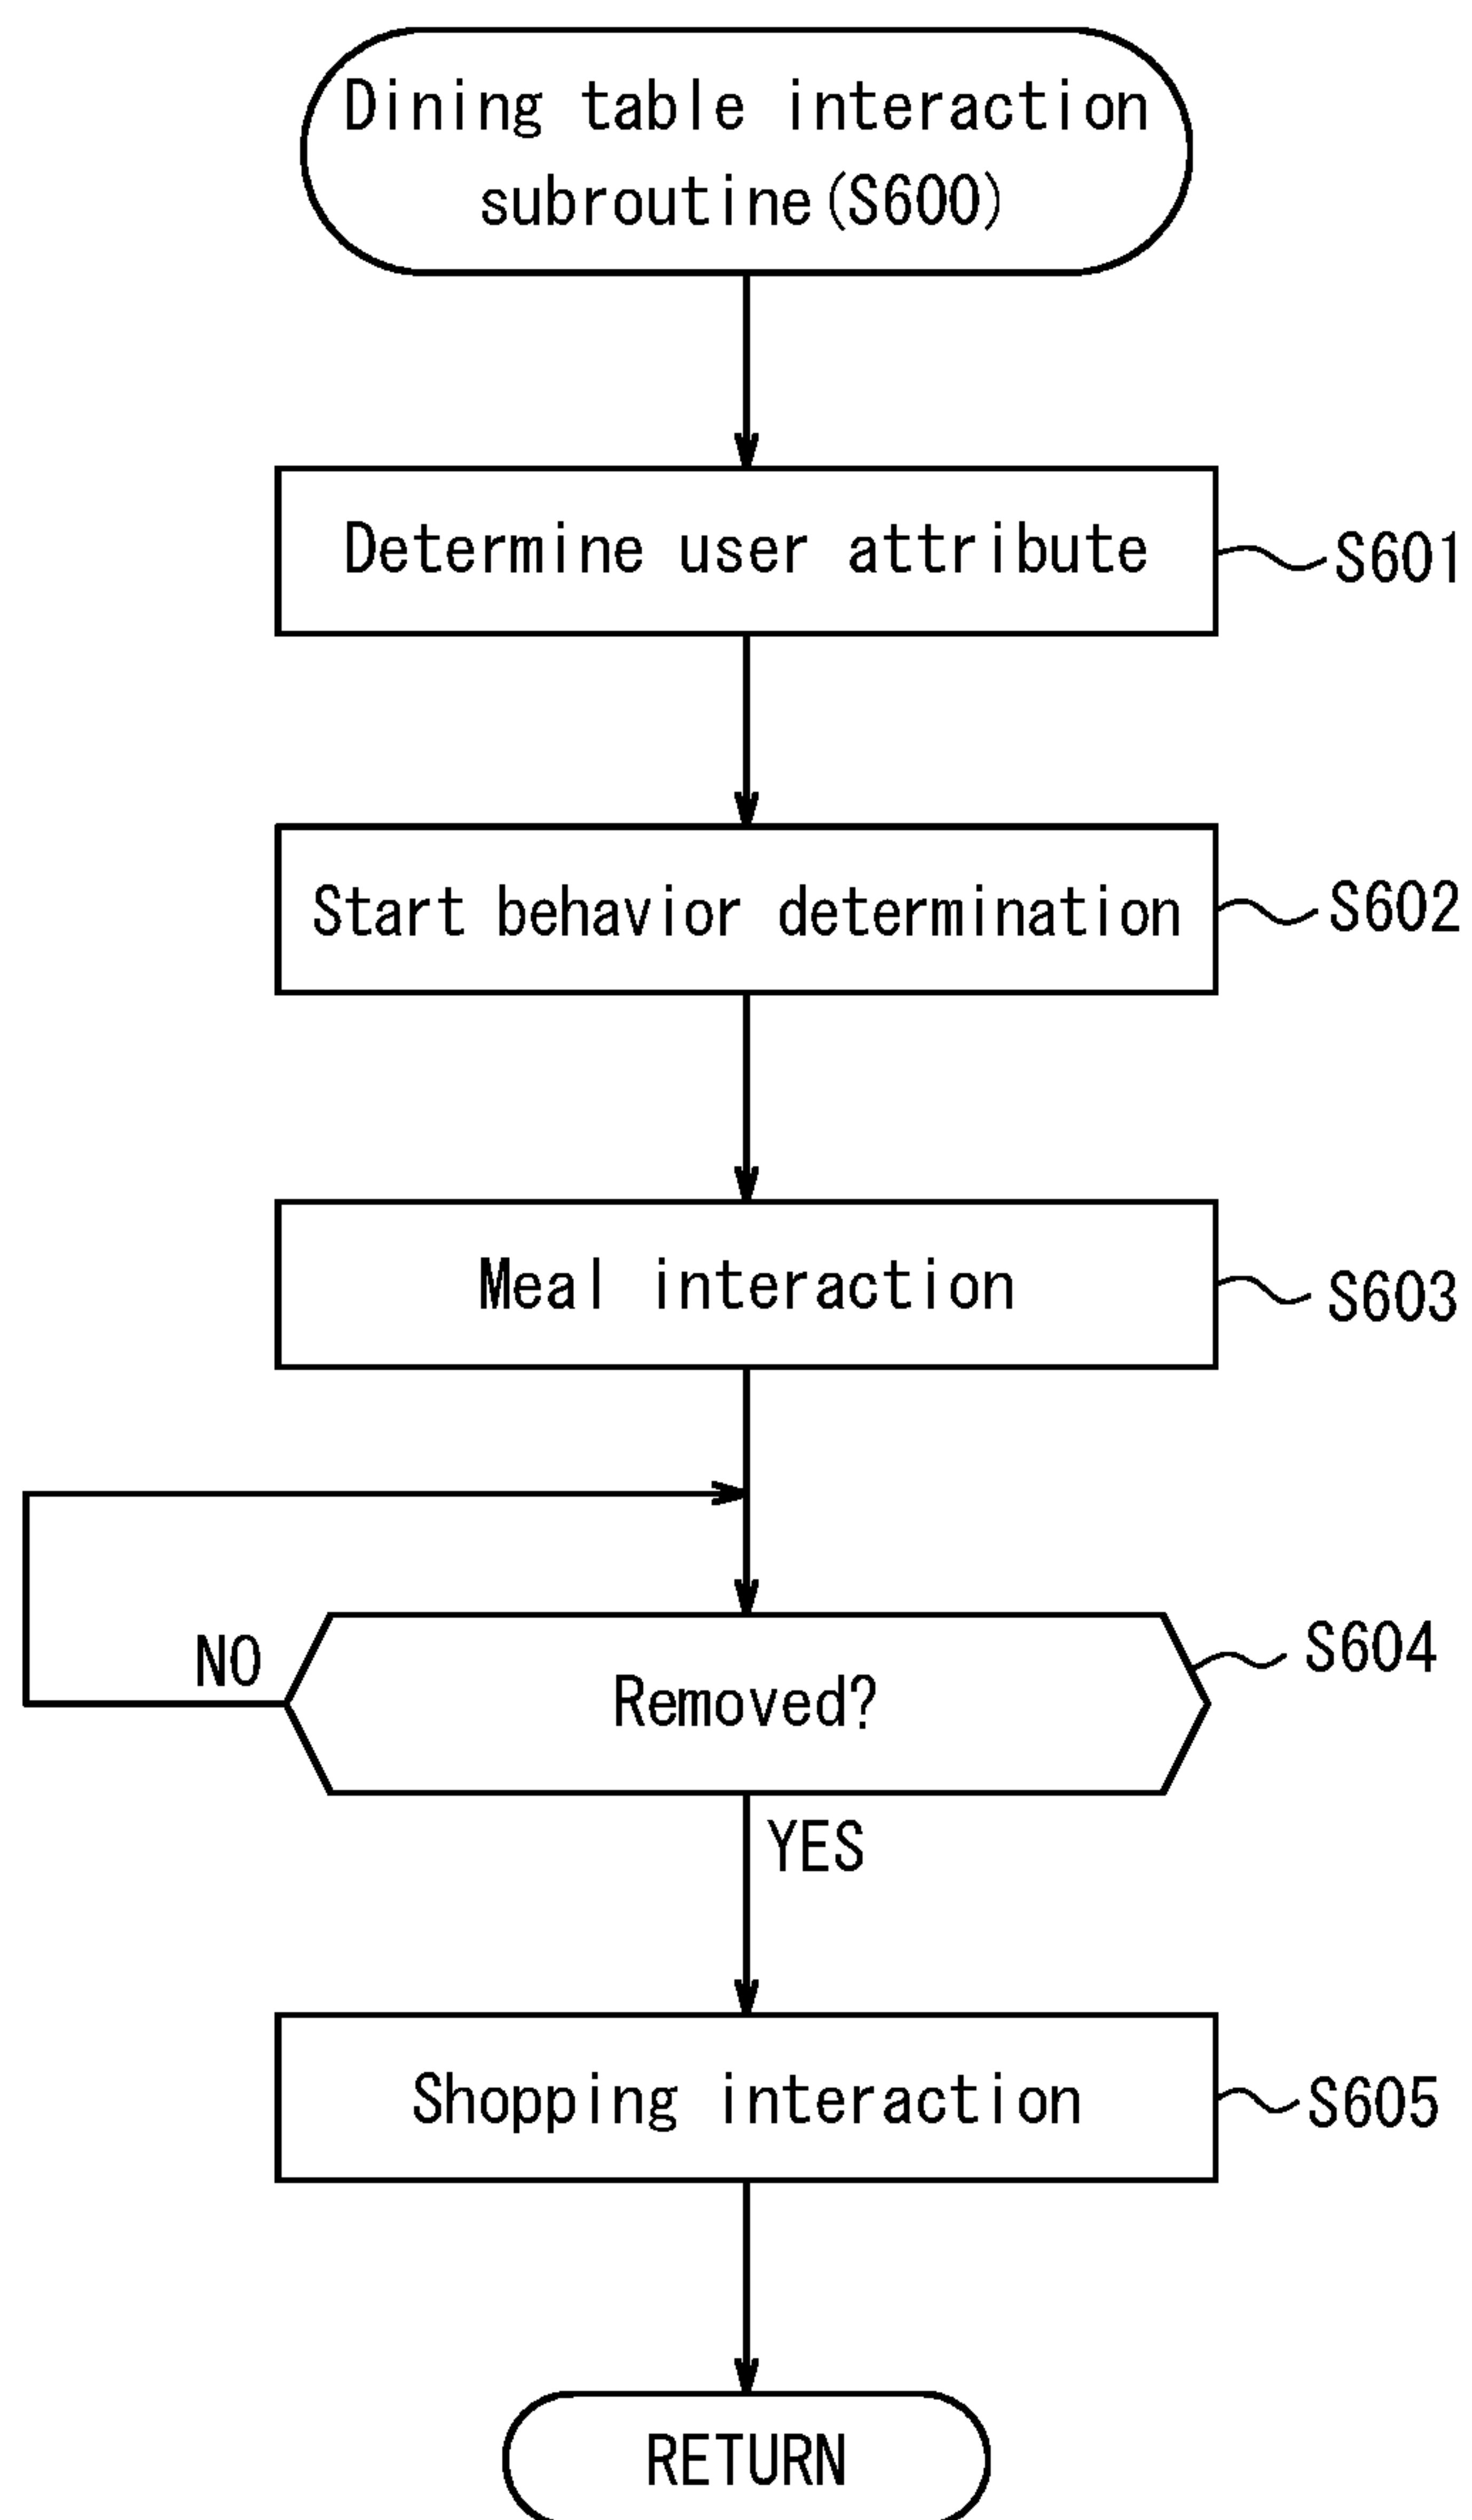 Dining table interaction
subroutine(S600)
Determine user attribute
S601
Start behavior determination
S602
Meal interaction
S603
NO
Removed?
S604
YES
Shopping interaction
S605
RETURN